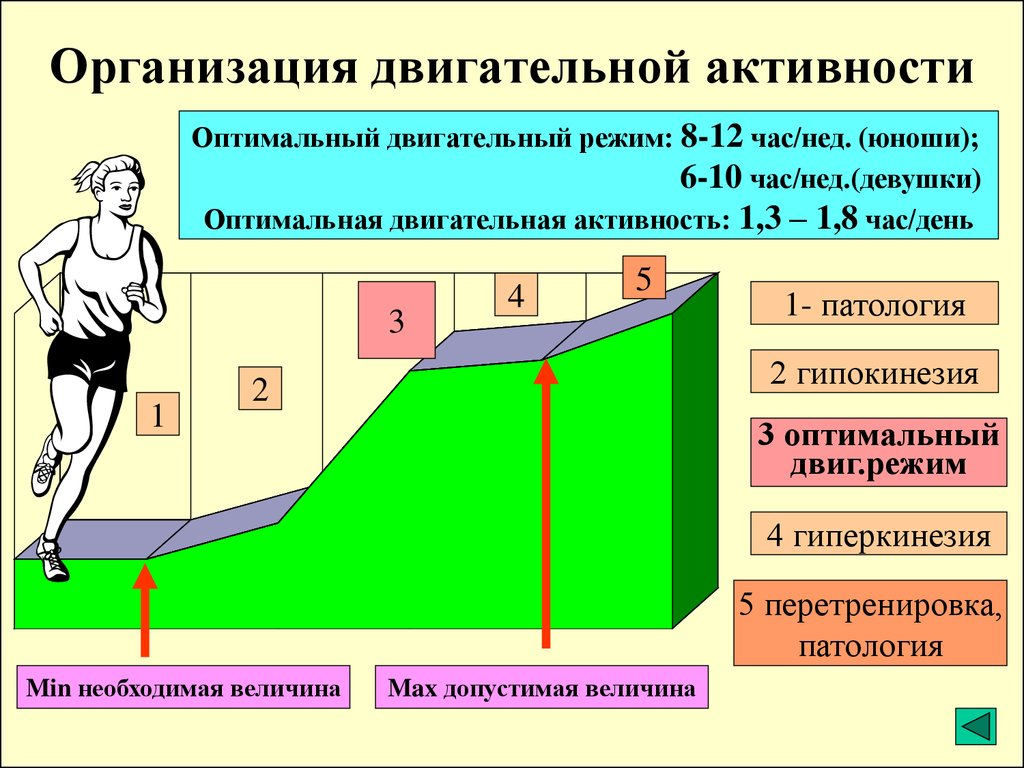 Организация двигательной активности
Оптимальный двигательный режим: 8-12 час/нед. (юноши);
6-10 час/нед.(девушки)
Оптимальная двигательная активность: 1,3 – 1,8 час/день
1
2
3
4
5
1- патология
2 гипокинезия
3 оптимальный
двиг.режим
4 гиперкинезия
5 перетренировка,
патология
Min необходимая величина
Max допустимая величина